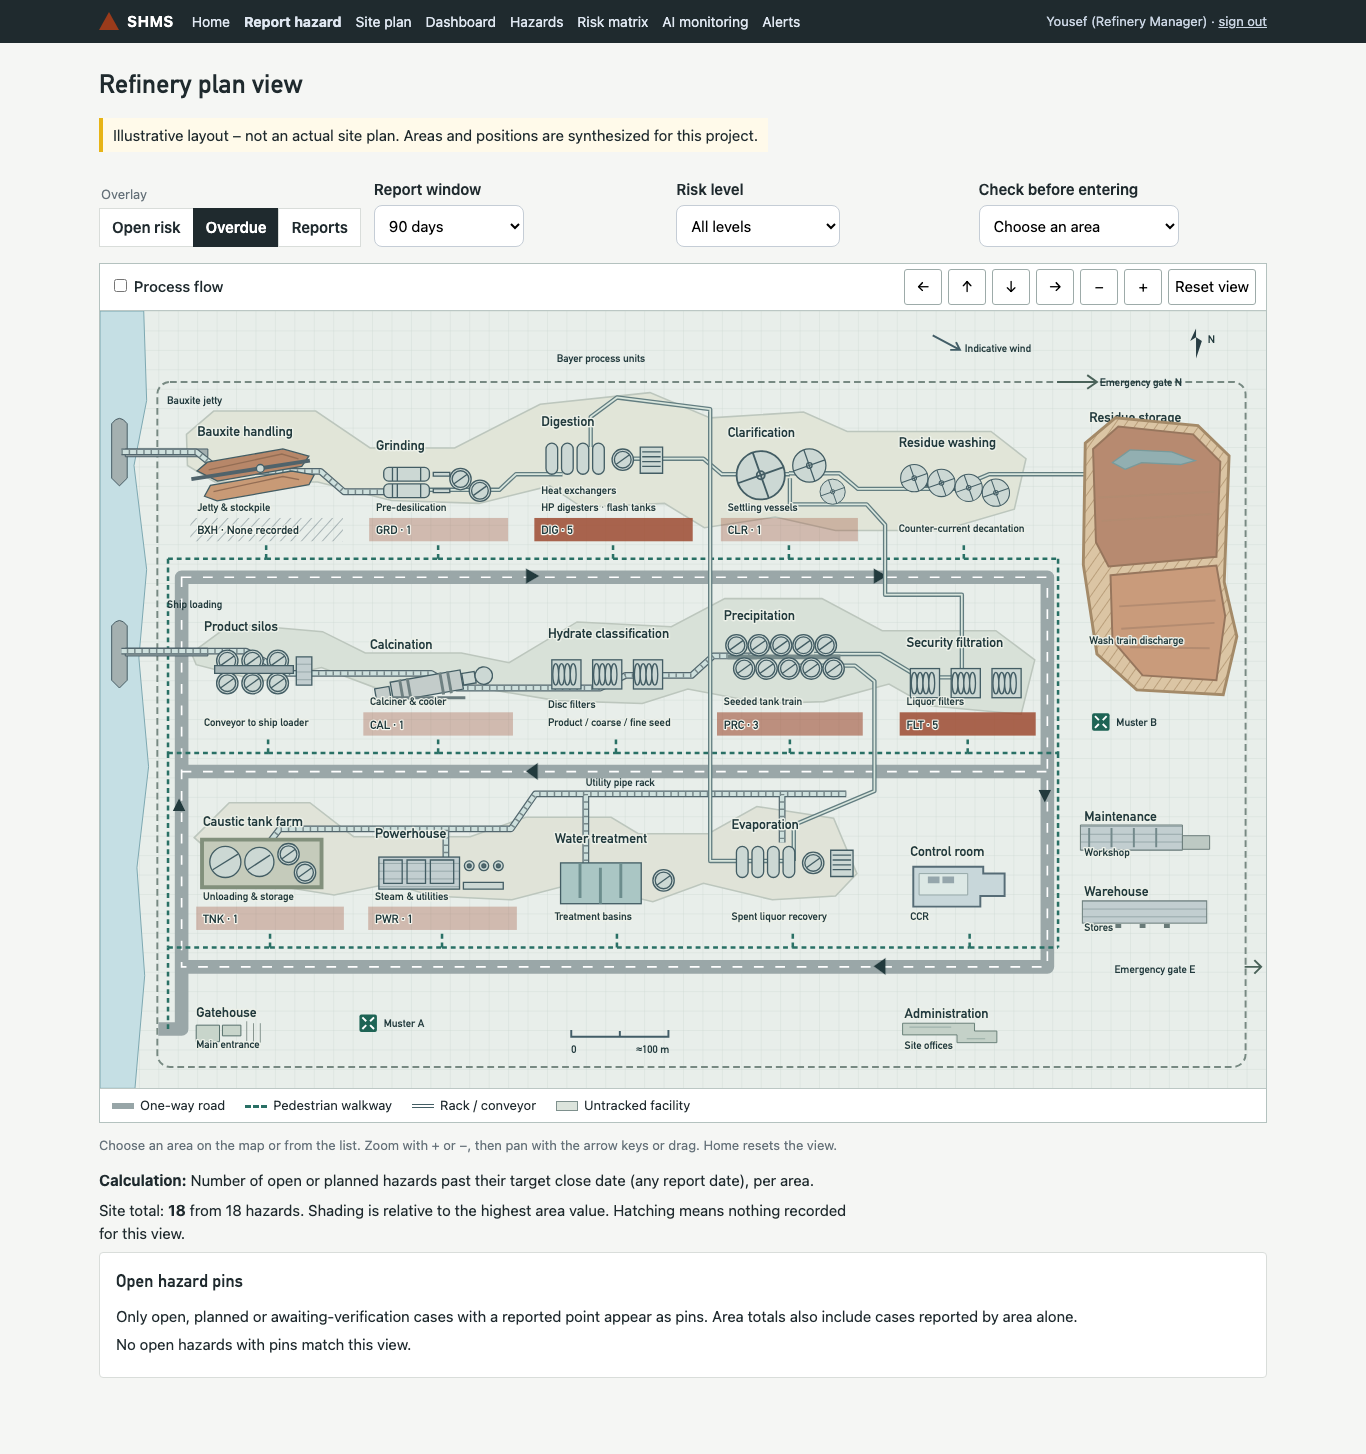 SHMS Home Report hazard Site plan Dashboard Hazards Risk matrix AI monitoring Alerts Yousef (Refinery Manager) · sign out
Refinery plan view
Illustrative layout – not an actual site plan. Areas and positions are synthesized for this project.
Overlay
Open risk Overdue Reports
Report window
90 days
Risk level
All levels
Check before entering
Choose an area
Process flow
← ↑ ↓ → − + Reset view
Indicative wind
N
Bayer process units
Emergency gate N
Bauxite jetty
Bauxite handling
Jetty & stockpile
BXH · None recorded
Grinding
Pre-desilication
GRD · 1
Digestion
Heat exchangers
HP digesters · flash tanks
DIG · 5
Clarification
Settling vessels
CLR · 1
Residue washing
Counter-current decantation
Residue storage
Wash train discharge
Ship loading
Product silos
Conveyor to ship loader
Calcination
Calciner & cooler
CAL · 1
Hydrate classification
Disc filters
Product / coarse / fine seed
Precipitation
Seeded tank train
PRC · 3
Security filtration
Liquor filters
FLT · 5
Muster B
Utility pipe rack
Caustic tank farm
Unloading & storage
TNK · 1
Powerhouse
Steam & utilities
PWR · 1
Water treatment
Treatment basins
Evaporation
Spent liquor recovery
Control room
CCR
Maintenance
Workshop
Warehouse
Stores
Emergency gate E
Gatehouse
Main entrance
Muster A
0 ≈100 m
Administration
Site offices
One-way road Pedestrian walkway Rack / conveyor Untracked facility
Choose an area on the map or from the list. Zoom with + or −, then pan with the arrow keys or drag. Home resets the view.
Calculation: Number of open or planned hazards past their target close date (any report date), per area.
Site total: 18 from 18 hazards. Shading is relative to the highest area value. Hatching means nothing recorded
for this view.
Open hazard pins
Only open, planned or awaiting-verification cases with a reported point appear as pins. Area totals also include cases reported by area alone.
No open hazards with pins match this view.